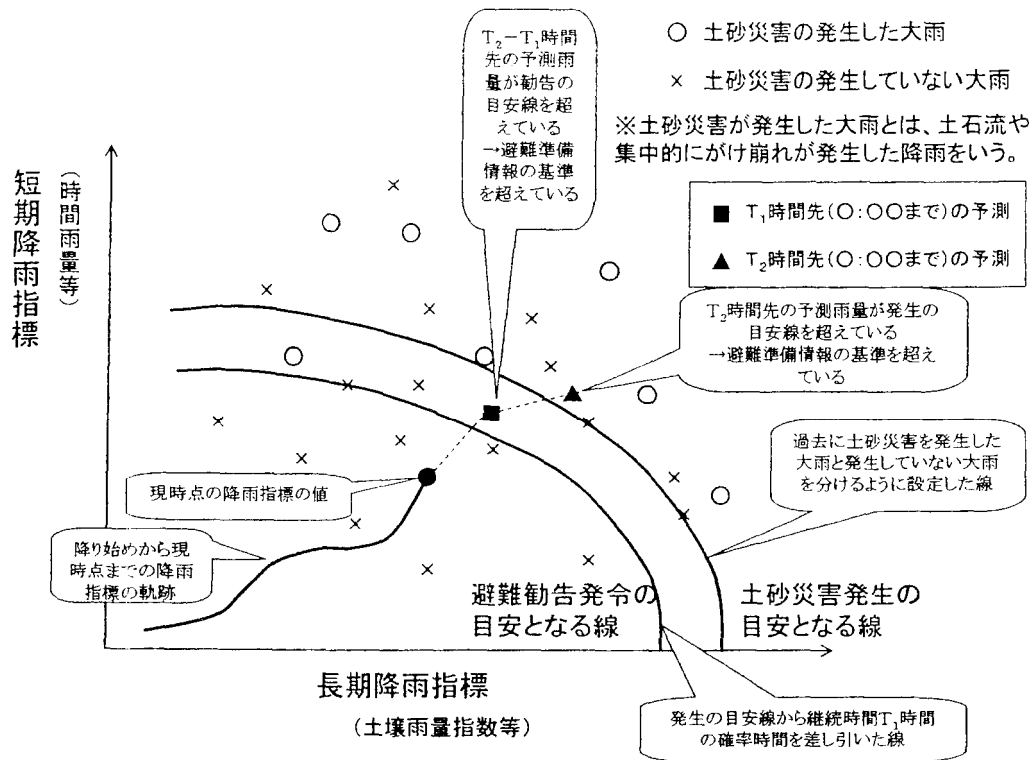 T₂－T₁時間
先の予測雨
量が勧告の
目安線を超
えている
→避難準備
情報の基準
を超えている
○ 土砂災害の発生した大雨
× 土砂災害の発生していない大雨
※土砂災害が発生した大雨とは、土石流や
集中的にがけ崩れが発生した降雨をいう。
■ T₁時間先(○：○○まで)の予測
▲ T₂時間先(○：○○まで)の予測
短期降雨指標
(時間雨量等)
T₂時間先の予測雨量が発生の
目安線を超えている
→避難準備情報の基準を超え
ている
過去に土砂災害を発生した
大雨と発生していない大雨
を分けるように設定した線
現時点の降雨指標の値
降り始めから現
時点までの降雨
指標の軌跡
避難勧告発令の
目安となる線
土砂災害発生の
目安となる線
長期降雨指標
(土壌雨量指数等)
発生の目安線から継続時間T₁時間
の確率時間を差し引いた線